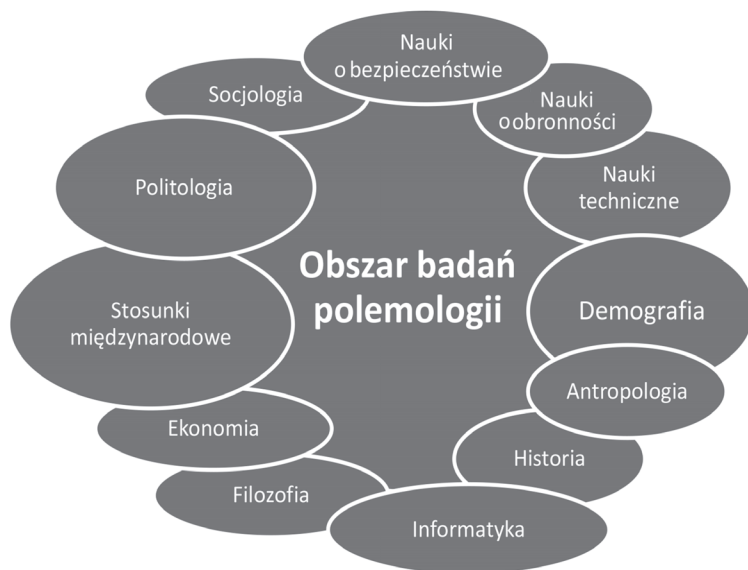 Nauki
o bezpieczeństwie
Socjologia
Nauki
o obronności
Politologia
Nauki
techniczne
Obszar badań
polemologii
Stosunki
międzynarodowe
Demografia
Antropologia
Ekonomia
Historia
Filozofia
Informatyka